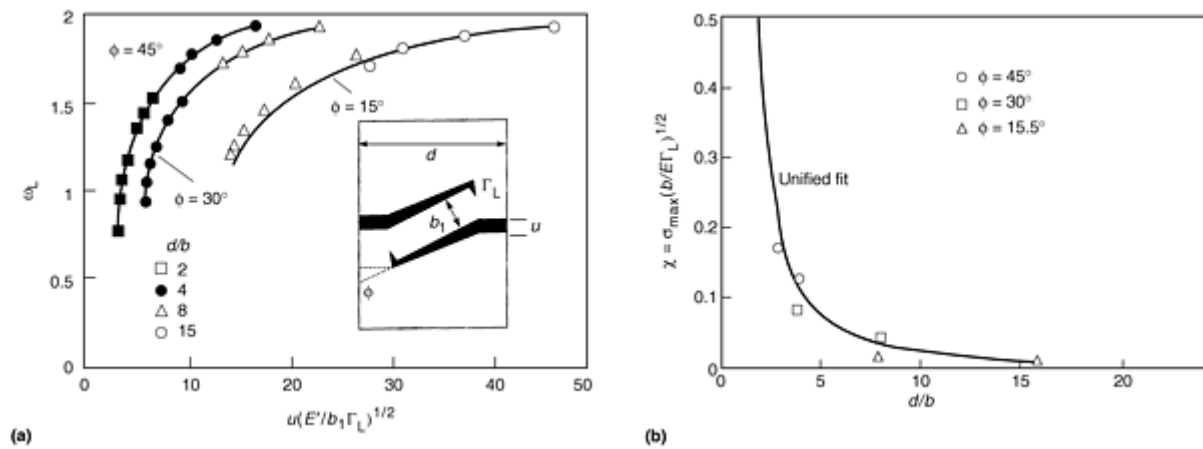 2
1.5
1
0.5
0
ω_L
φ = 45°
φ = 30°
φ = 15°
d/b
2
4
8
15
d
Γ_L
b₁
u
φ
0
10
20
30
40
50
u(E′/b₁Γ_L)^1/2
(a)
0.5
0.4
0.3
0.2
0.1
0
χ = σ_max(b/EΓ_L)^1/2
φ = 45°
φ = 30°
φ = 15.5°
Unified fit
0
5
10
15
20
d/b
(b)